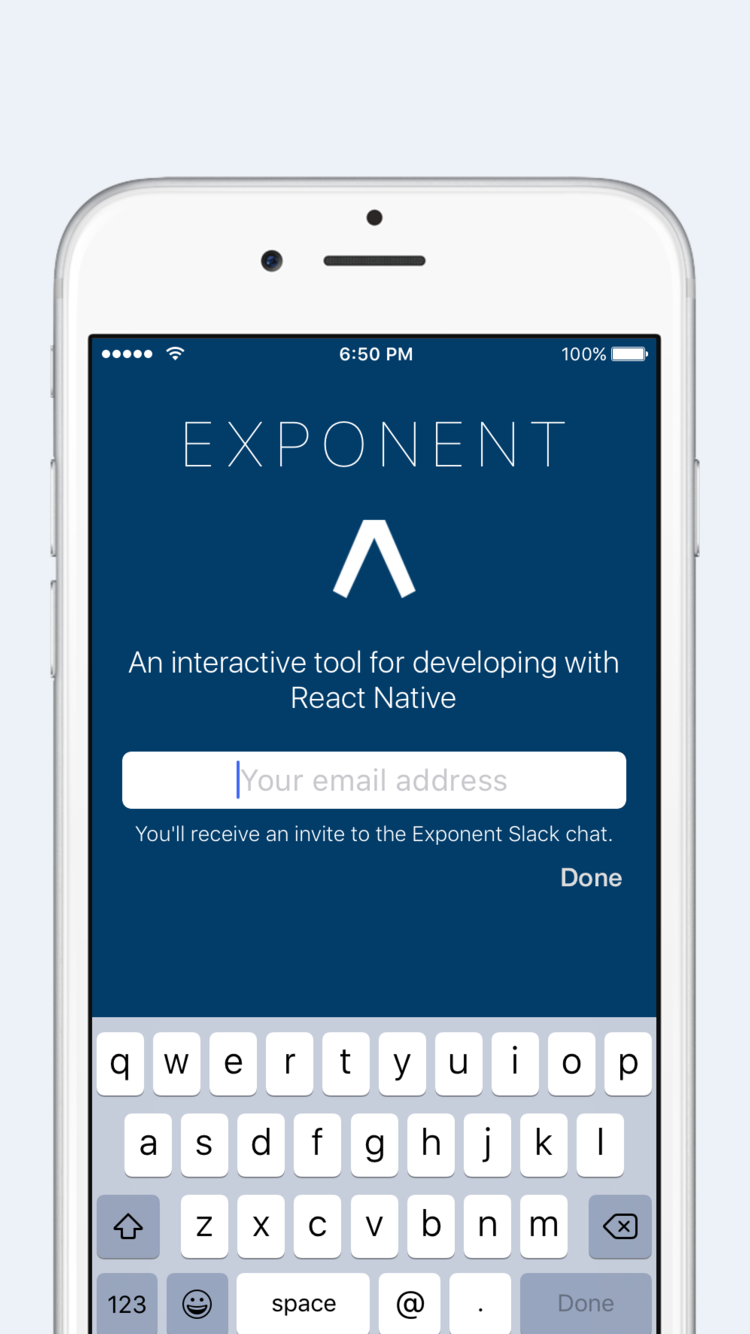 6:50 PM
100%
EXPONENT
An interactive tool for developing with
React Native
Your email address
You'll receive an invite to the Exponent Slack chat.
Done
q w e r t y u i o p
a s d f g h j k l
z x c v b n m
123 space @ . Done